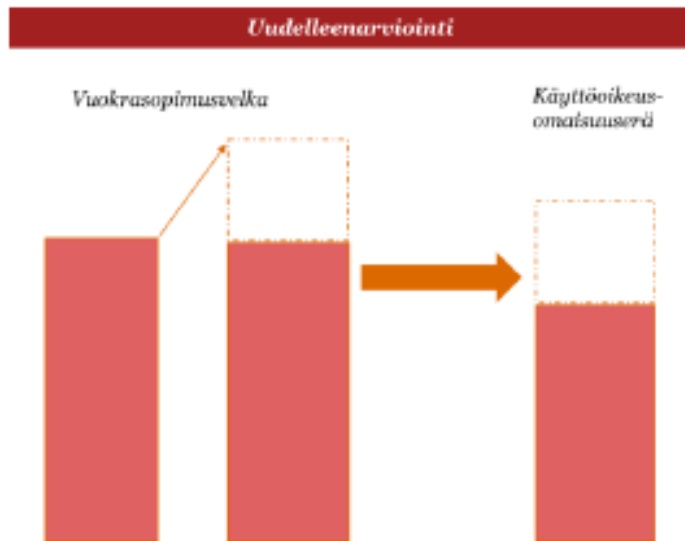 Uudelleenarviointi
Vuokrasopimusvelka
Käyttöoikeus-
omaisuuserä